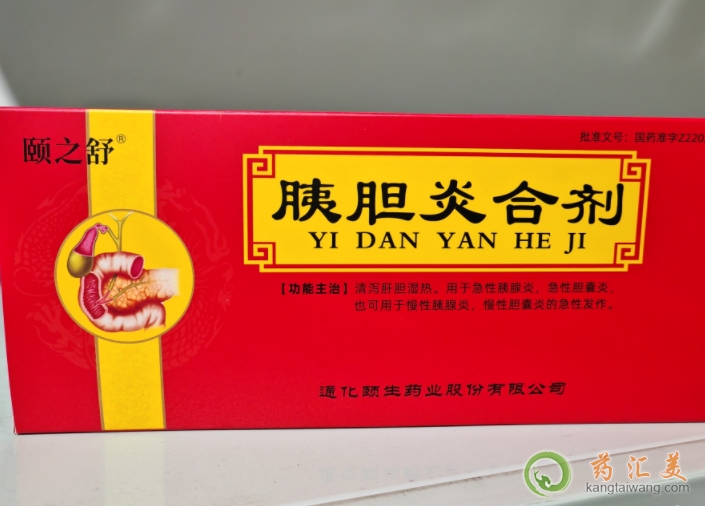 颐之舒®
批准文号：国药准字Z220
胰胆炎合剂
YI DAN YAN HE JI
【功能主治】清泻肝胆湿热。用于急性胰腺炎，急性胆囊炎，
也可用于慢性胰腺炎，慢性胆囊炎的急性发作。
通化颐生药业股份有限公司
药汇美
kangtaiwang.com